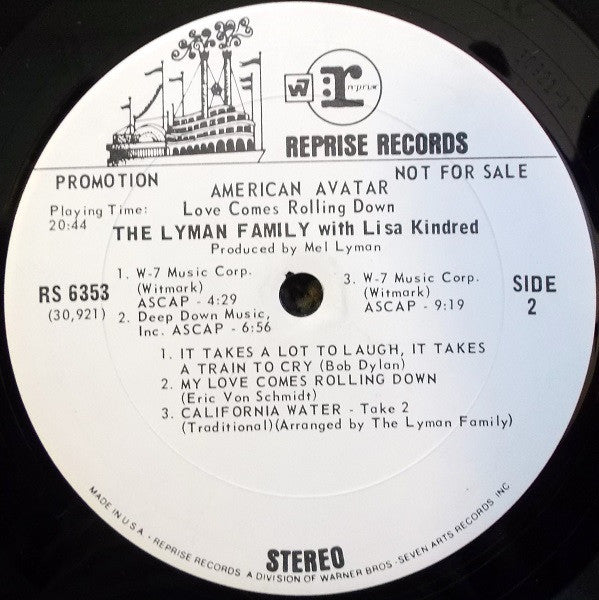 W7 r reprise
REPRISE RECORDS
PROMOTION
NOT FOR SALE
AMERICAN AVATAR
Playing Time: Love Comes Rolling Down
20:44
THE LYMAN FAMILY with Lisa Kindred
Produced by Mel Lyman
RS 6353
(30,921)
1. W-7 Music Corp.
(Witmark)
ASCAP - 4:29
2. Deep Down Music,
Inc. ASCAP - 6:56
3. W-7 Music Corp.
(Witmark)
ASCAP - 9:19
SIDE
2
1. IT TAKES A LOT TO LAUGH, IT TAKES
A TRAIN TO CRY (Bob Dylan)
2. MY LOVE COMES ROLLING DOWN
(Eric Von Schmidt)
3. CALIFORNIA WATER - Take 2
(Traditional)(Arranged by The Lyman Family)
STEREO
MADE IN U.S.A. - REPRISE RECORDS A DIVISION OF WARNER BROS.- SEVEN ARTS RECORDS, INC